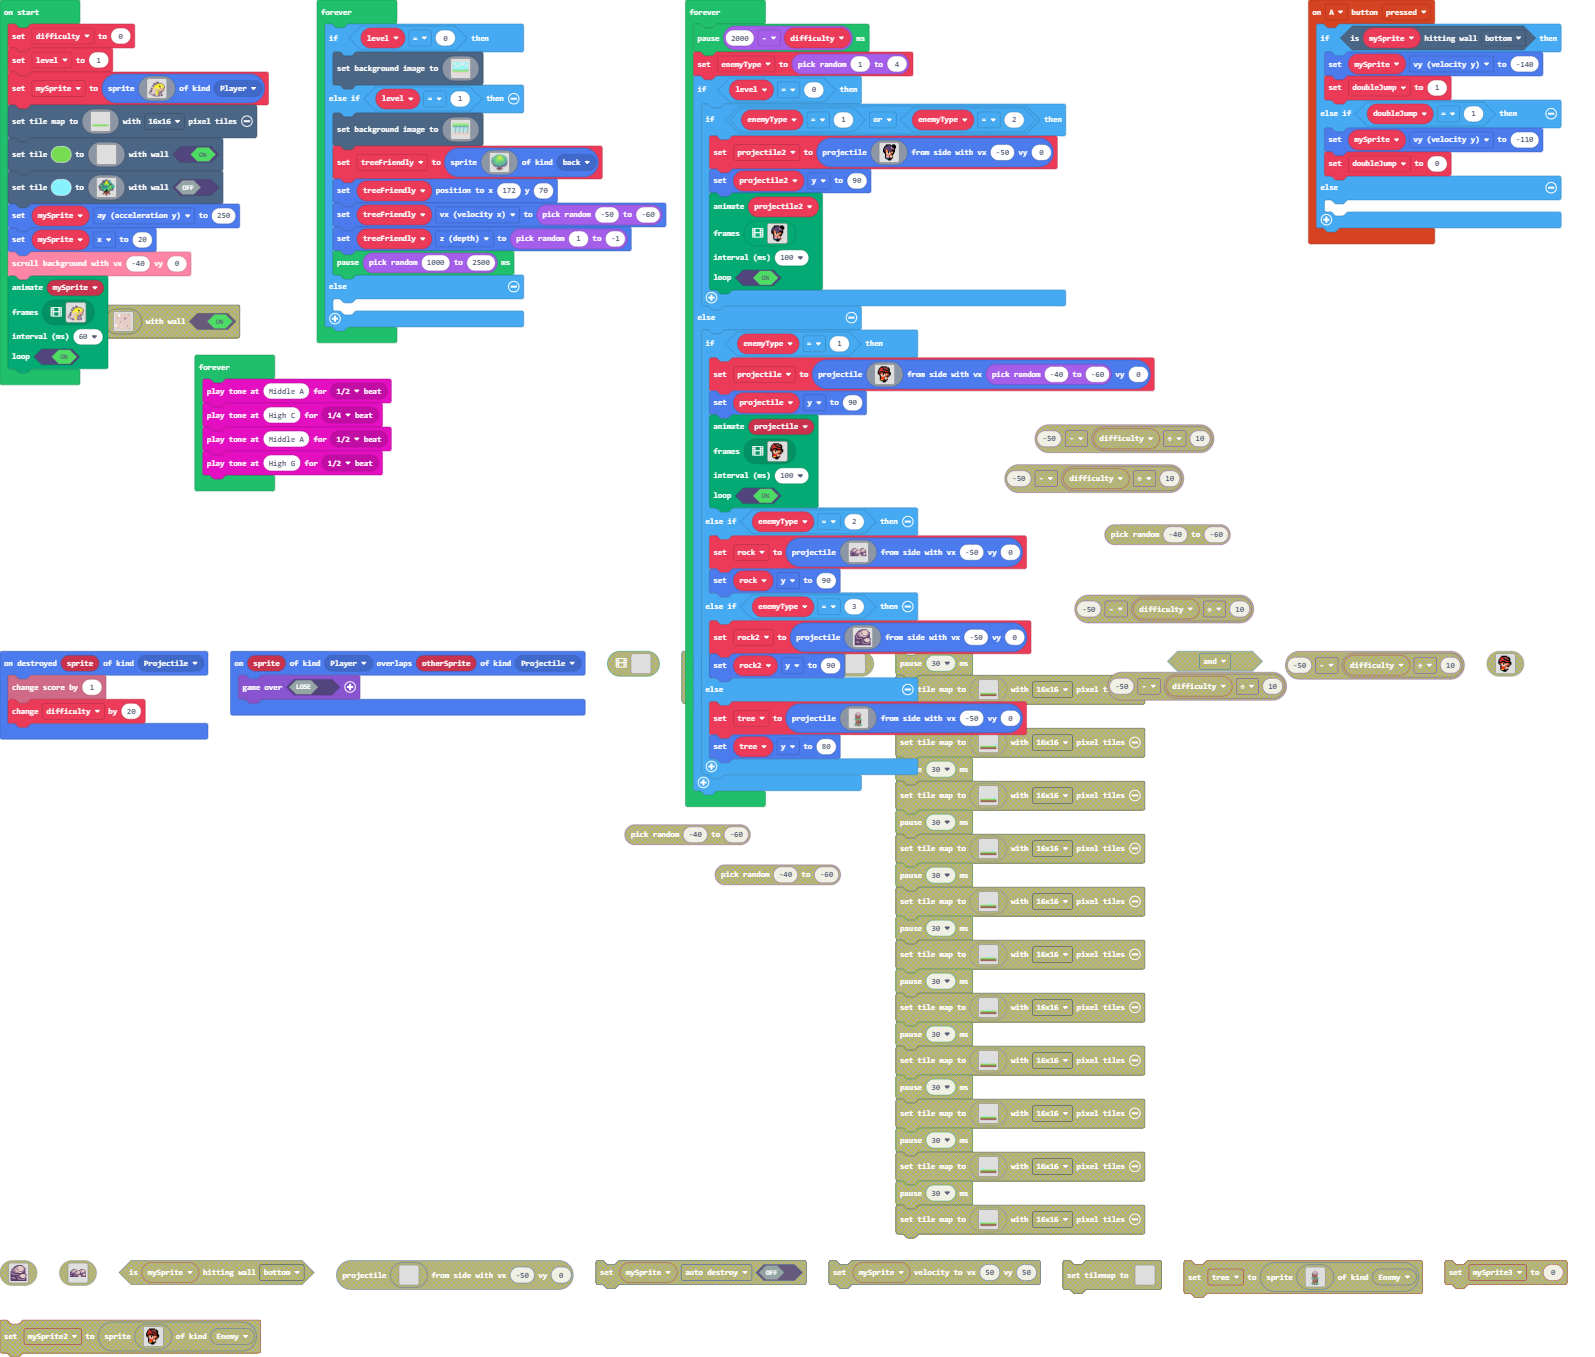 on start
set difficulty to 0
set level to 1
set mySprite to sprite of kind Player
set tile map to with 16x16 pixel tiles
set tile to with wall ON
set tile to with wall OFF
set mySprite ay (acceleration y) to 250
set mySprite x to 20
scroll background with vx -40 vy 0
animate mySprite
frames
interval (ms) 60
loop ON
with wall ON
forever
if level = 0 then
set background image to
else if level = 1 then
set background image to
set treeFriendly to sprite of kind back
set treeFriendly position to x 172 y 70
set treeFriendly vx (velocity x) to pick random -50 to -60
set treeFriendly z (depth) to pick random 1 to -1
pause pick random 1000 to 2500 ms
else
forever
play tone at Middle A for 1/2 beat
play tone at High C for 1/4 beat
play tone at Middle A for 1/2 beat
play tone at High G for 1/2 beat
forever
pause 2000 - difficulty ms
set enemyType to pick random 1 to 4
if level = 0 then
if enemyType = 1 or enemyType = 2 then
set projectile2 to projectile from side with vx -50 vy 0
set projectile2 y to 90
animate projectile2
frames
interval (ms) 100
loop ON
else
if enemyType = 1 then
set projectile to projectile from side with vx pick random -40 to -60 vy 0
set projectile y to 90
animate projectile
frames
interval (ms) 100
loop ON
else if enemyType = 2 then
set rock to projectile from side with vx -50 vy 0
set rock y to 90
else if enemyType = 3 then
set rock2 to projectile from side with vx -50 vy 0
set rock2 y to 90
else
set tree to projectile from side with vx -50 vy 0
set tree y to 80
on A button pressed
if is mySprite hitting wall bottom then
set mySprite vy (velocity y) to -140
set doubleJump to 1
else if doubleJump = 1 then
set mySprite vy (velocity y) to -110
set doubleJump to 0
else
-50 - difficulty ÷ 10
-50 - difficulty ÷ 10
pick random -40 to -60
-50 - difficulty ÷ 10
and
-50 - difficulty ÷ 10
-50 - difficulty ÷ 10
on destroyed sprite of kind Projectile
change score by 1
change difficulty by 20
on sprite of kind Player overlaps otherSprite of kind Projectile
game over LOSE
pick random -40 to -60
pick random -40 to -60
pause 30 ms
tile map to with 16x16 pixel tiles
set tile map to with 16x16 pixel tiles
30 ms
set tile map to with 16x16 pixel tiles
pause 30 ms
set tile map to with 16x16 pixel tiles
pause 30 ms
set tile map to with 16x16 pixel tiles
pause 30 ms
set tile map to with 16x16 pixel tiles
pause 30 ms
set tile map to with 16x16 pixel tiles
pause 30 ms
set tile map to with 16x16 pixel tiles
pause 30 ms
set tile map to with 16x16 pixel tiles
pause 30 ms
set tile map to with 16x16 pixel tiles
pause 30 ms
set tile map to with 16x16 pixel tiles
is mySprite hitting wall bottom
projectile from side with vx -50 vy 0
set mySprite auto destroy OFF
set mySprite velocity to vx 50 vy 50
set tilemap to
set tree to sprite of kind Enemy
set mySprite3 to 0
set mySprite2 to sprite of kind Enemy